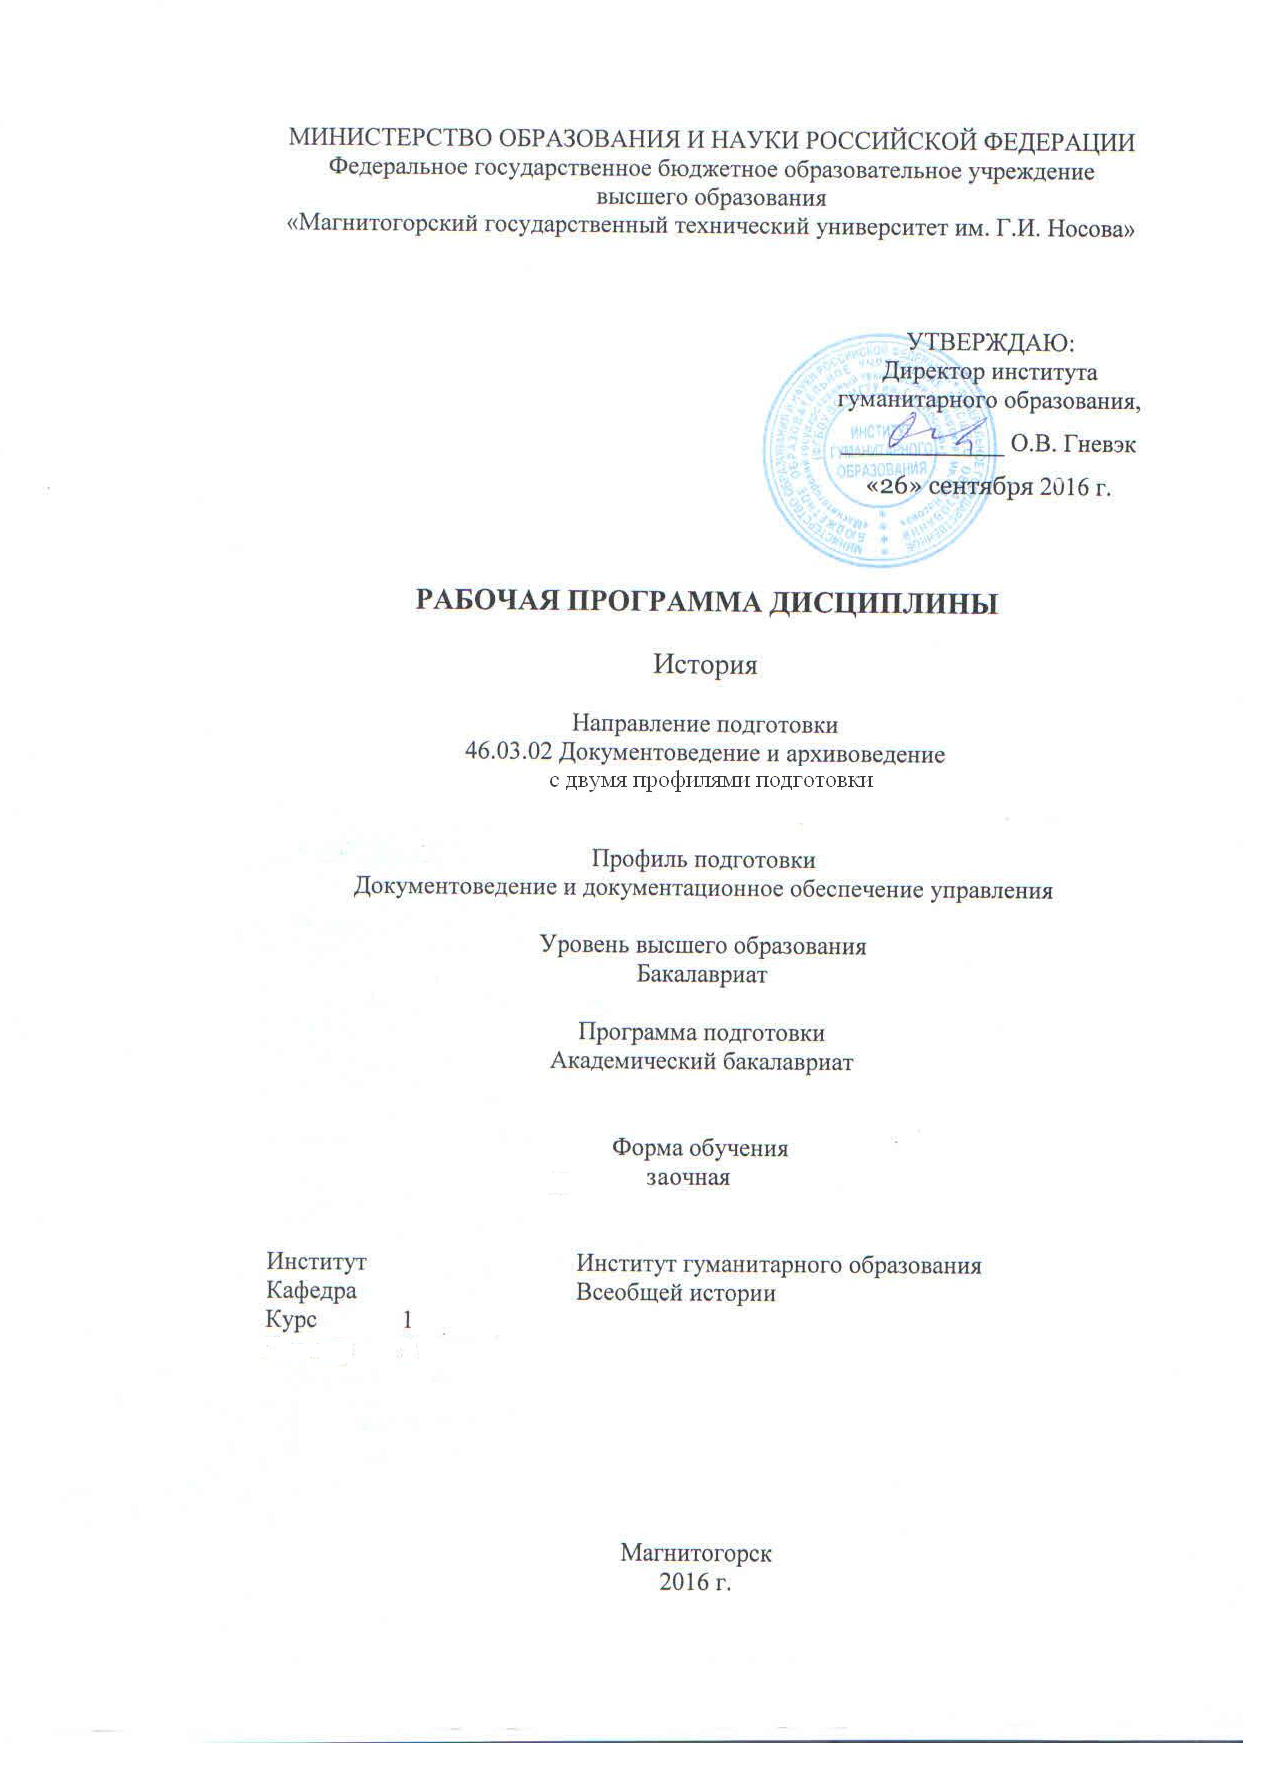 МИНИСТЕРСТВО ОБРАЗОВАНИЯ И НАУКИ РОССИЙСКОЙ ФЕДЕРАЦИИ
Федеральное государственное бюджетное образовательное учреждение
высшего образования
«Магнитогорский государственный технический университет им. Г.И. Носова»
УТВЕРЖДАЮ:
Директор института
гуманитарного образования,
О.В. Гневэк
«26» сентября 2016 г.
ИНСТИТУТ
ГУМАНИТАРНОГО
ОБРАЗОВАНИЯ
РАБОЧАЯ ПРОГРАММА ДИСЦИПЛИНЫ
История
Направление подготовки
46.03.02 Документоведение и архивоведение
с двумя профилями подготовки
Профиль подготовки
Документоведение и документационное обеспечение управления
Уровень высшего образования
Бакалавриат
Программа подготовки
Академический бакалавриат
Форма обучения
заочная
Институт Институт гуманитарного образования
Кафедра Всеобщей истории
Курс 1
Магнитогорск
2016 г.